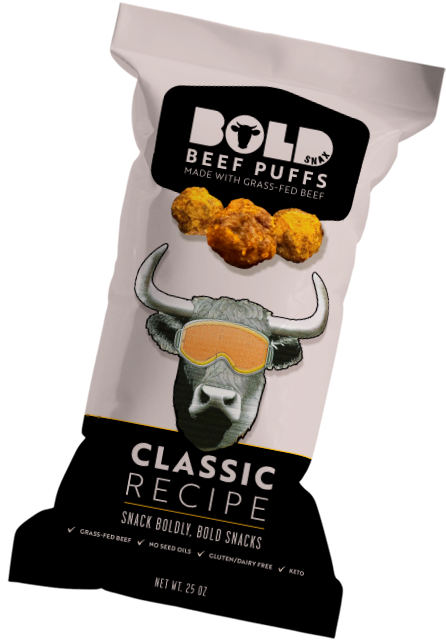 BOLD
SNAX
BEEF PUFFS
MADE WITH GRASS-FED BEEF
CLASSIC
RECIPE
SNACK BOLDLY, BOLD SNACKS
✓ GRASS-FED BEEF ✓ NO SEED OILS ✓ GLUTEN/DAIRY FREE ✓ KETO
NET WT. 25 OZ